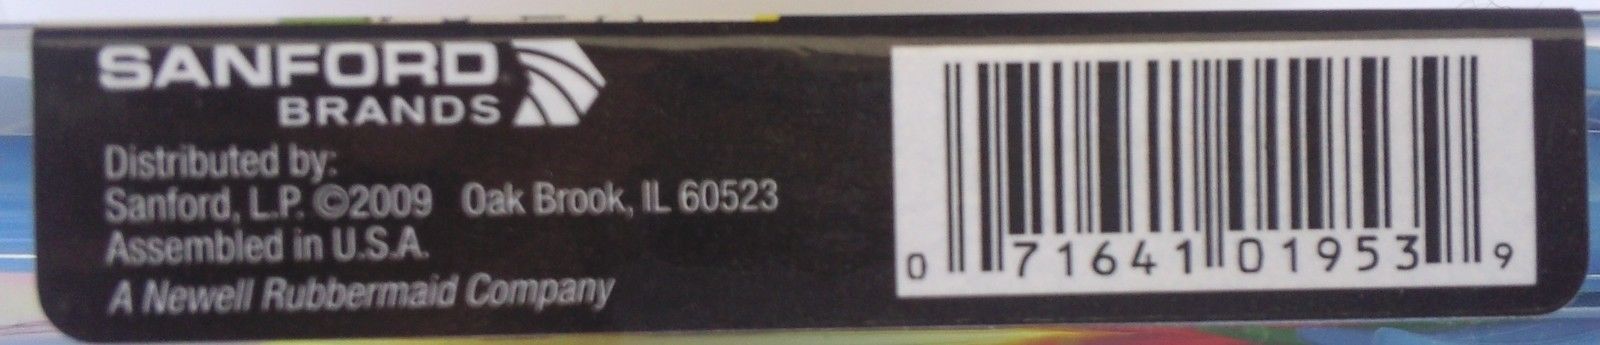 SANFORD
BRANDS
Distributed by:
Sanford, L.P. ©2009 Oak Brook, IL 60523
Assembled in U.S.A.
A Newell Rubbermaid Company
0 71641 01953 9